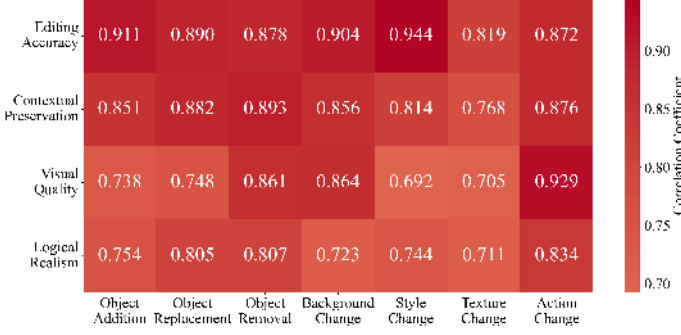 Editing
Accuracy
0.911 0.890 0.878 0.904 0.944 0.819 0.872
Contextual
Preservation
0.851 0.882 0.893 0.856 0.814 0.768 0.876
Visual
Quality
0.738 0.748 0.861 0.864 0.692 0.705 0.929
Logical
Realism
0.754 0.805 0.807 0.723 0.744 0.711 0.834
Object Object Object Background Style Texture Action
Addition Replacement Removal Change Change Change Change
0.90
0.85
0.80
0.75
0.70
Correlation Coefficient